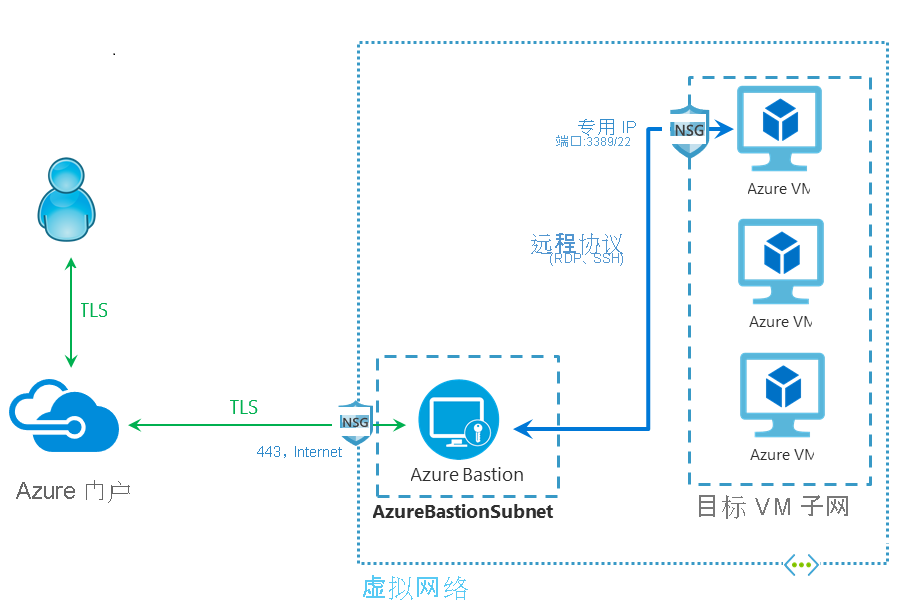 专用 IP
端口:3389/22
NSG
Azure VM
远程协议
(RDP、SSH)
Azure VM
TLS
Azure VM
TLS
NSG
443，Internet
Azure Bastion
Azure 门户
AzureBastionSubnet
目标 VM 子网
虚拟网络